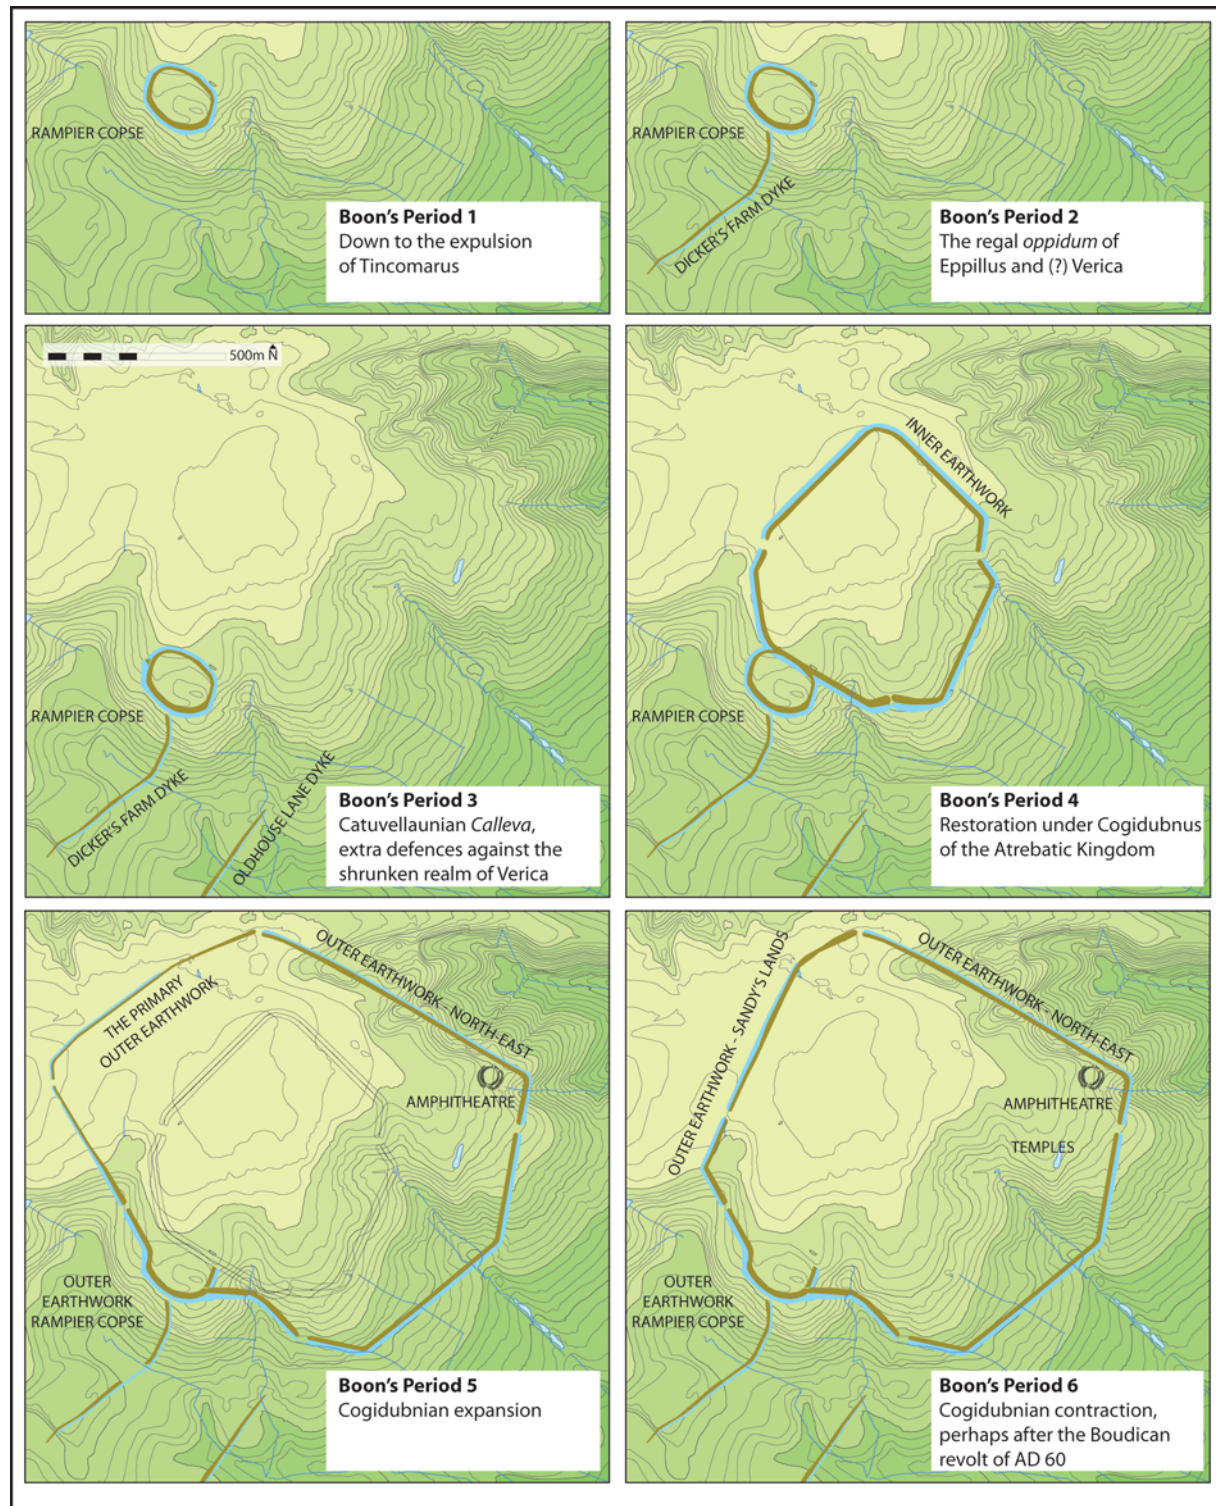 RAMPIER COPSE
Boon's Period 1
Down to the expulsion
of Tincomarus
RAMPIER COPSE
DICKER'S FARM DYKE
Boon's Period 2
The regal oppidum of
Eppillus and (?) Verica
500m N
RAMPIER COPSE
DICKER'S FARM DYKE
OLDHOUSE LANE DYKE
Boon's Period 3
Catuvellaunian Calleva,
extra defences against the
shrunken realm of Verica
INNER EARTHWORK
RAMPIER COPSE
Boon's Period 4
Restoration under Cogidubnus
of the Atrebatic Kingdom
THE PRIMARY
OUTER EARTHWORK
OUTER EARTHWORK - NORTH-EAST
AMPHITHEATRE
OUTER
EARTHWORK
RAMPIER COPSE
Boon's Period 5
Cogidubnian expansion
OUTER EARTHWORK - SANDY'S LANDS
OUTER EARTHWORK - NORTH-EAST
AMPHITHEATRE
TEMPLES
OUTER
EARTHWORK
RAMPIER COPSE
Boon's Period 6
Cogidubnian contraction,
perhaps after the Boudican
revolt of AD 60